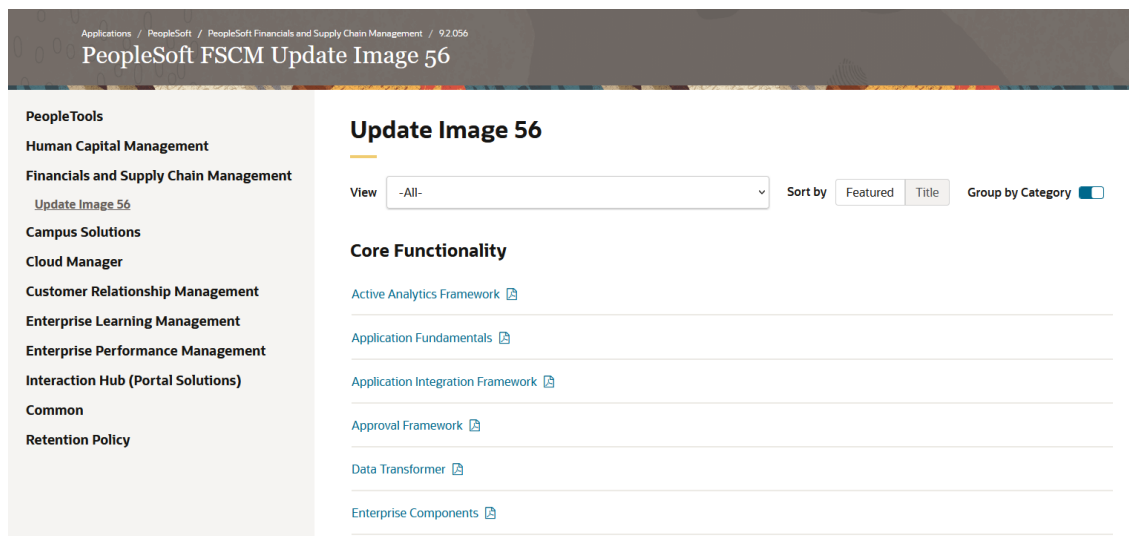 Applications / PeopleSoft / PeopleSoft Financials and Supply Chain Management / 9.2.056
PeopleSoft FSCM Update Image 56
PeopleTools
Human Capital Management
Financials and Supply Chain Management
Update Image 56
Campus Solutions
Cloud Manager
Customer Relationship Management
Enterprise Learning Management
Enterprise Performance Management
Interaction Hub (Portal Solutions)
Common
Retention Policy
Update Image 56
View -All- Sort by Featured Title Group by Category
Core Functionality
Active Analytics Framework
Application Fundamentals
Application Integration Framework
Approval Framework
Data Transformer
Enterprise Components